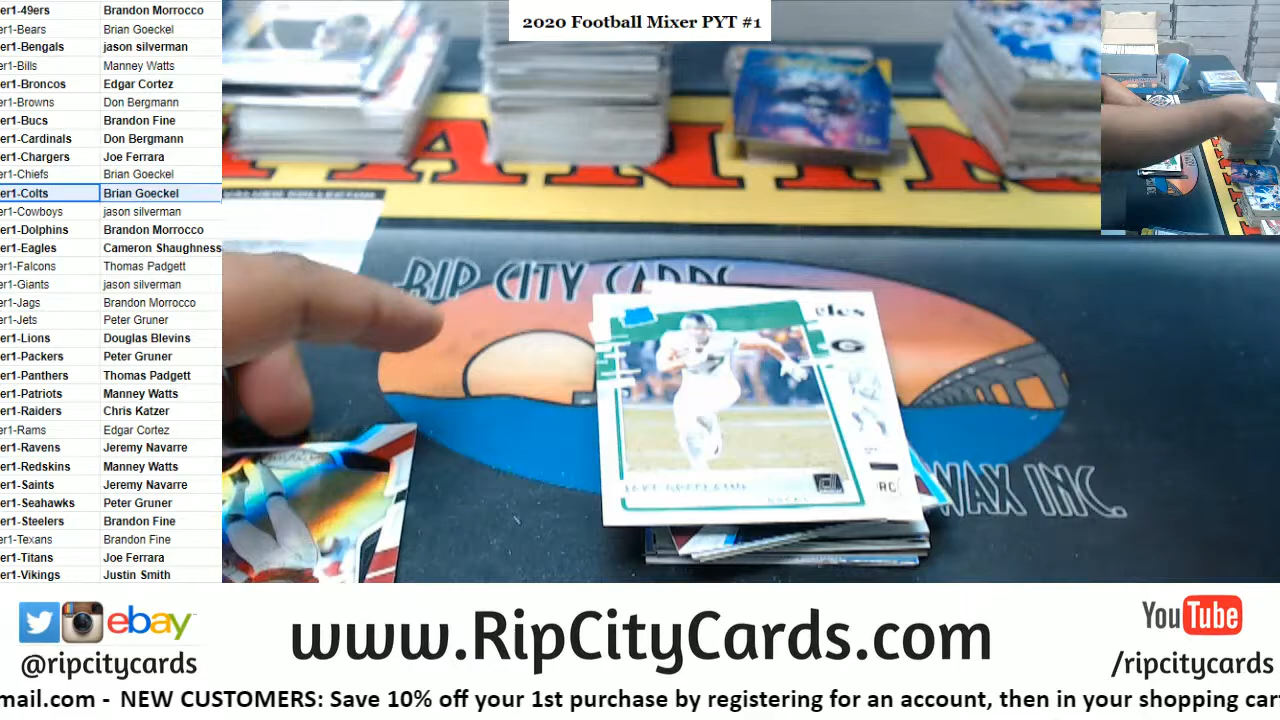 2020 Football Mixer PYT #1
er1-49ers Brandon Morrocco
er1-Bears Brian Goeckel
er1-Bengals jason silverman
er1-Bills Manney Watts
er1-Broncos Edgar Cortez
er1-Browns Don Bergmann
er1-Bucs Brandon Fine
er1-Cardinals Don Bergmann
er1-Chargers Joe Ferrara
er1-Chiefs Brian Goeckel
er1-Colts Brian Goeckel
er1-Cowboys jason silverman
er1-Dolphins Brandon Morrocco
er1-Eagles Cameron Shaughness
er1-Falcons Thomas Padgett
er1-Giants jason silverman
er1-Jags Brandon Morrocco
er1-Jets Peter Gruner
er1-Lions Douglas Blevins
er1-Packers Peter Gruner
er1-Panthers Thomas Padgett
er1-Patriots Manney Watts
er1-Raiders Chris Katzer
er1-Rams Edgar Cortez
er1-Ravens Jeremy Navarre
er1-Redskins Manney Watts
er1-Saints Jeremy Navarre
er1-Seahawks Peter Gruner
er1-Steelers Brandon Fine
er1-Texans Brandon Fine
er1-Titans Joe Ferrara
er1-Vikings Justin Smith
PANINI
RIP CITY CARDS
WAX INC.
RC
ebay
@ripcitycards
www.RipCityCards.com
YouTube
/ripcitycards
mail.com - NEW CUSTOMERS: Save 10% off your 1st purchase by registering for an account, then in your shopping car